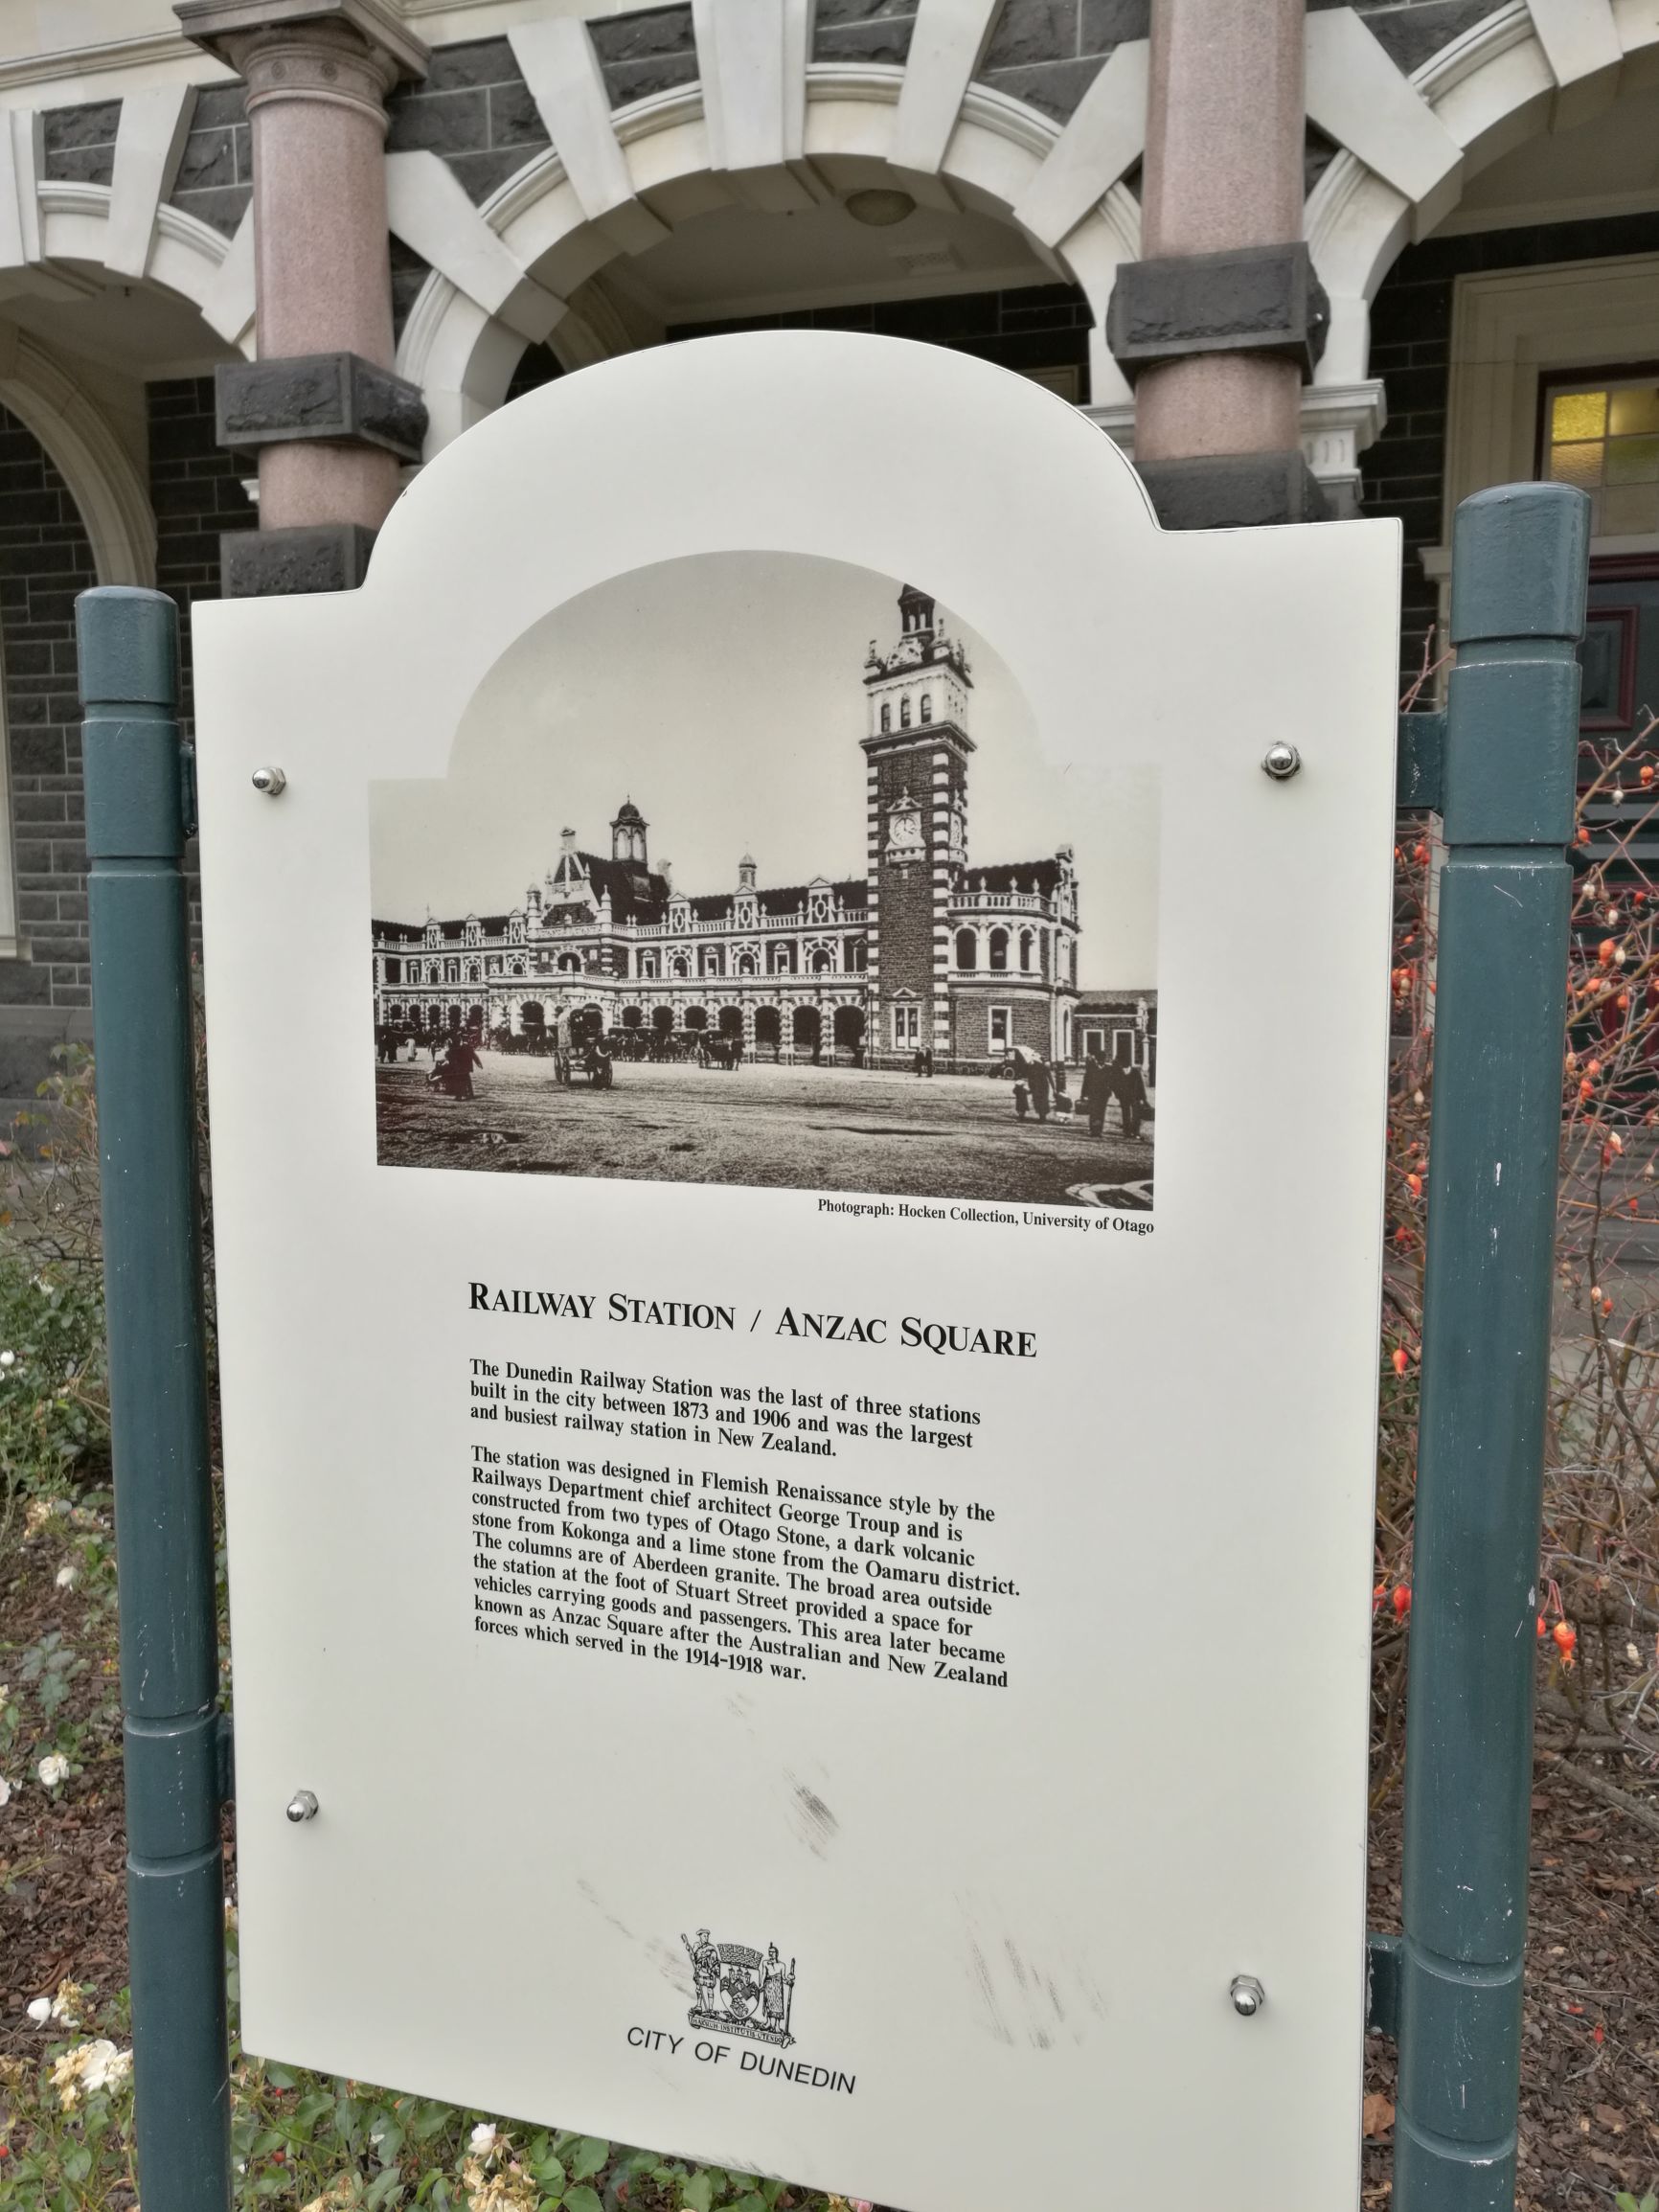 Photograph: Hocken Collection, University of Otago
RAILWAY STATION / ANZAC SQUARE
The Dunedin Railway Station was the last of three stations
built in the city between 1873 and 1906 and was the largest
and busiest railway station in New Zealand.
The station was designed in Flemish Renaissance style by the
Railways Department chief architect George Troup and is
constructed from two types of Otago Stone, a dark volcanic
stone from Kokonga and a lime stone from the Oamaru district.
The columns are of Aberdeen granite. The broad area outside
the station at the foot of Stuart Street provided a space for
vehicles carrying goods and passengers. This area later became
known as Anzac Square after the Australian and New Zealand
forces which served in the 1914-1918 war.
CITY OF DUNEDIN